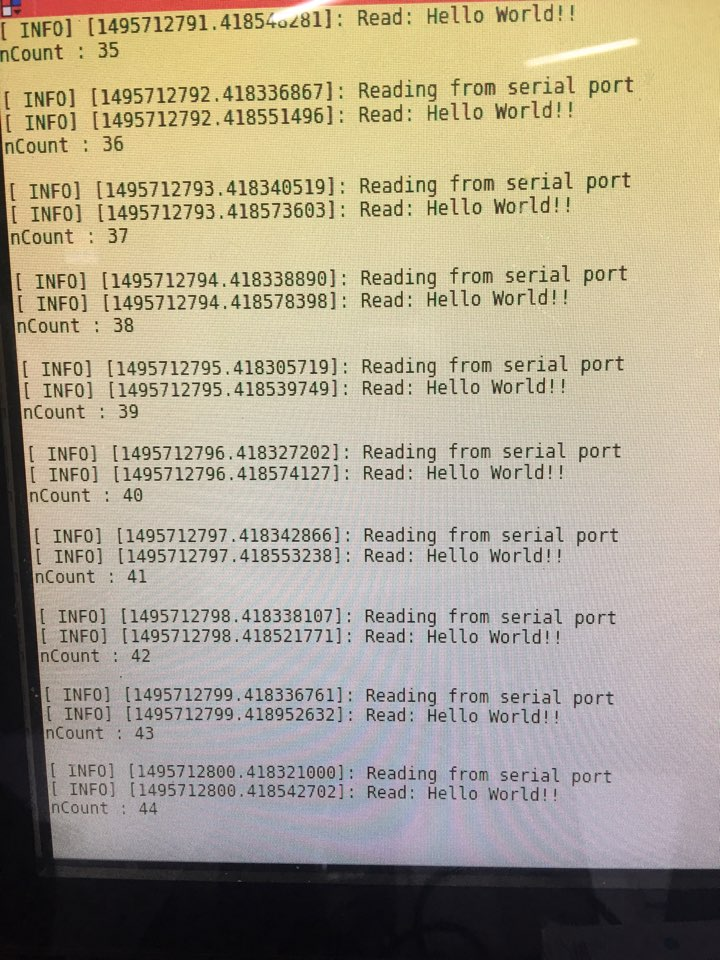 [ INFO] [1495712791.418548281]: Read: Hello World!!
nCount : 35
[ INFO] [1495712792.418336867]: Reading from serial port
[ INFO] [1495712792.418551496]: Read: Hello World!!
nCount : 36
[ INFO] [1495712793.418340519]: Reading from serial port
[ INFO] [1495712793.418573603]: Read: Hello World!!
nCount : 37
[ INFO] [1495712794.418338890]: Reading from serial port
[ INFO] [1495712794.418578398]: Read: Hello World!!
nCount : 38
[ INFO] [1495712795.418305719]: Reading from serial port
[ INFO] [1495712795.418539749]: Read: Hello World!!
nCount : 39
[ INFO] [1495712796.418327202]: Reading from serial port
[ INFO] [1495712796.418574127]: Read: Hello World!!
nCount : 40
[ INFO] [1495712797.418342866]: Reading from serial port
[ INFO] [1495712797.418553238]: Read: Hello World!!
nCount : 41
[ INFO] [1495712798.418338107]: Reading from serial port
[ INFO] [1495712798.418521771]: Read: Hello World!!
nCount : 42
[ INFO] [1495712799.418336761]: Reading from serial port
[ INFO] [1495712799.418952632]: Read: Hello World!!
nCount : 43
[ INFO] [1495712800.418321000]: Reading from serial port
[ INFO] [1495712800.418542702]: Read: Hello World!!
nCount : 44